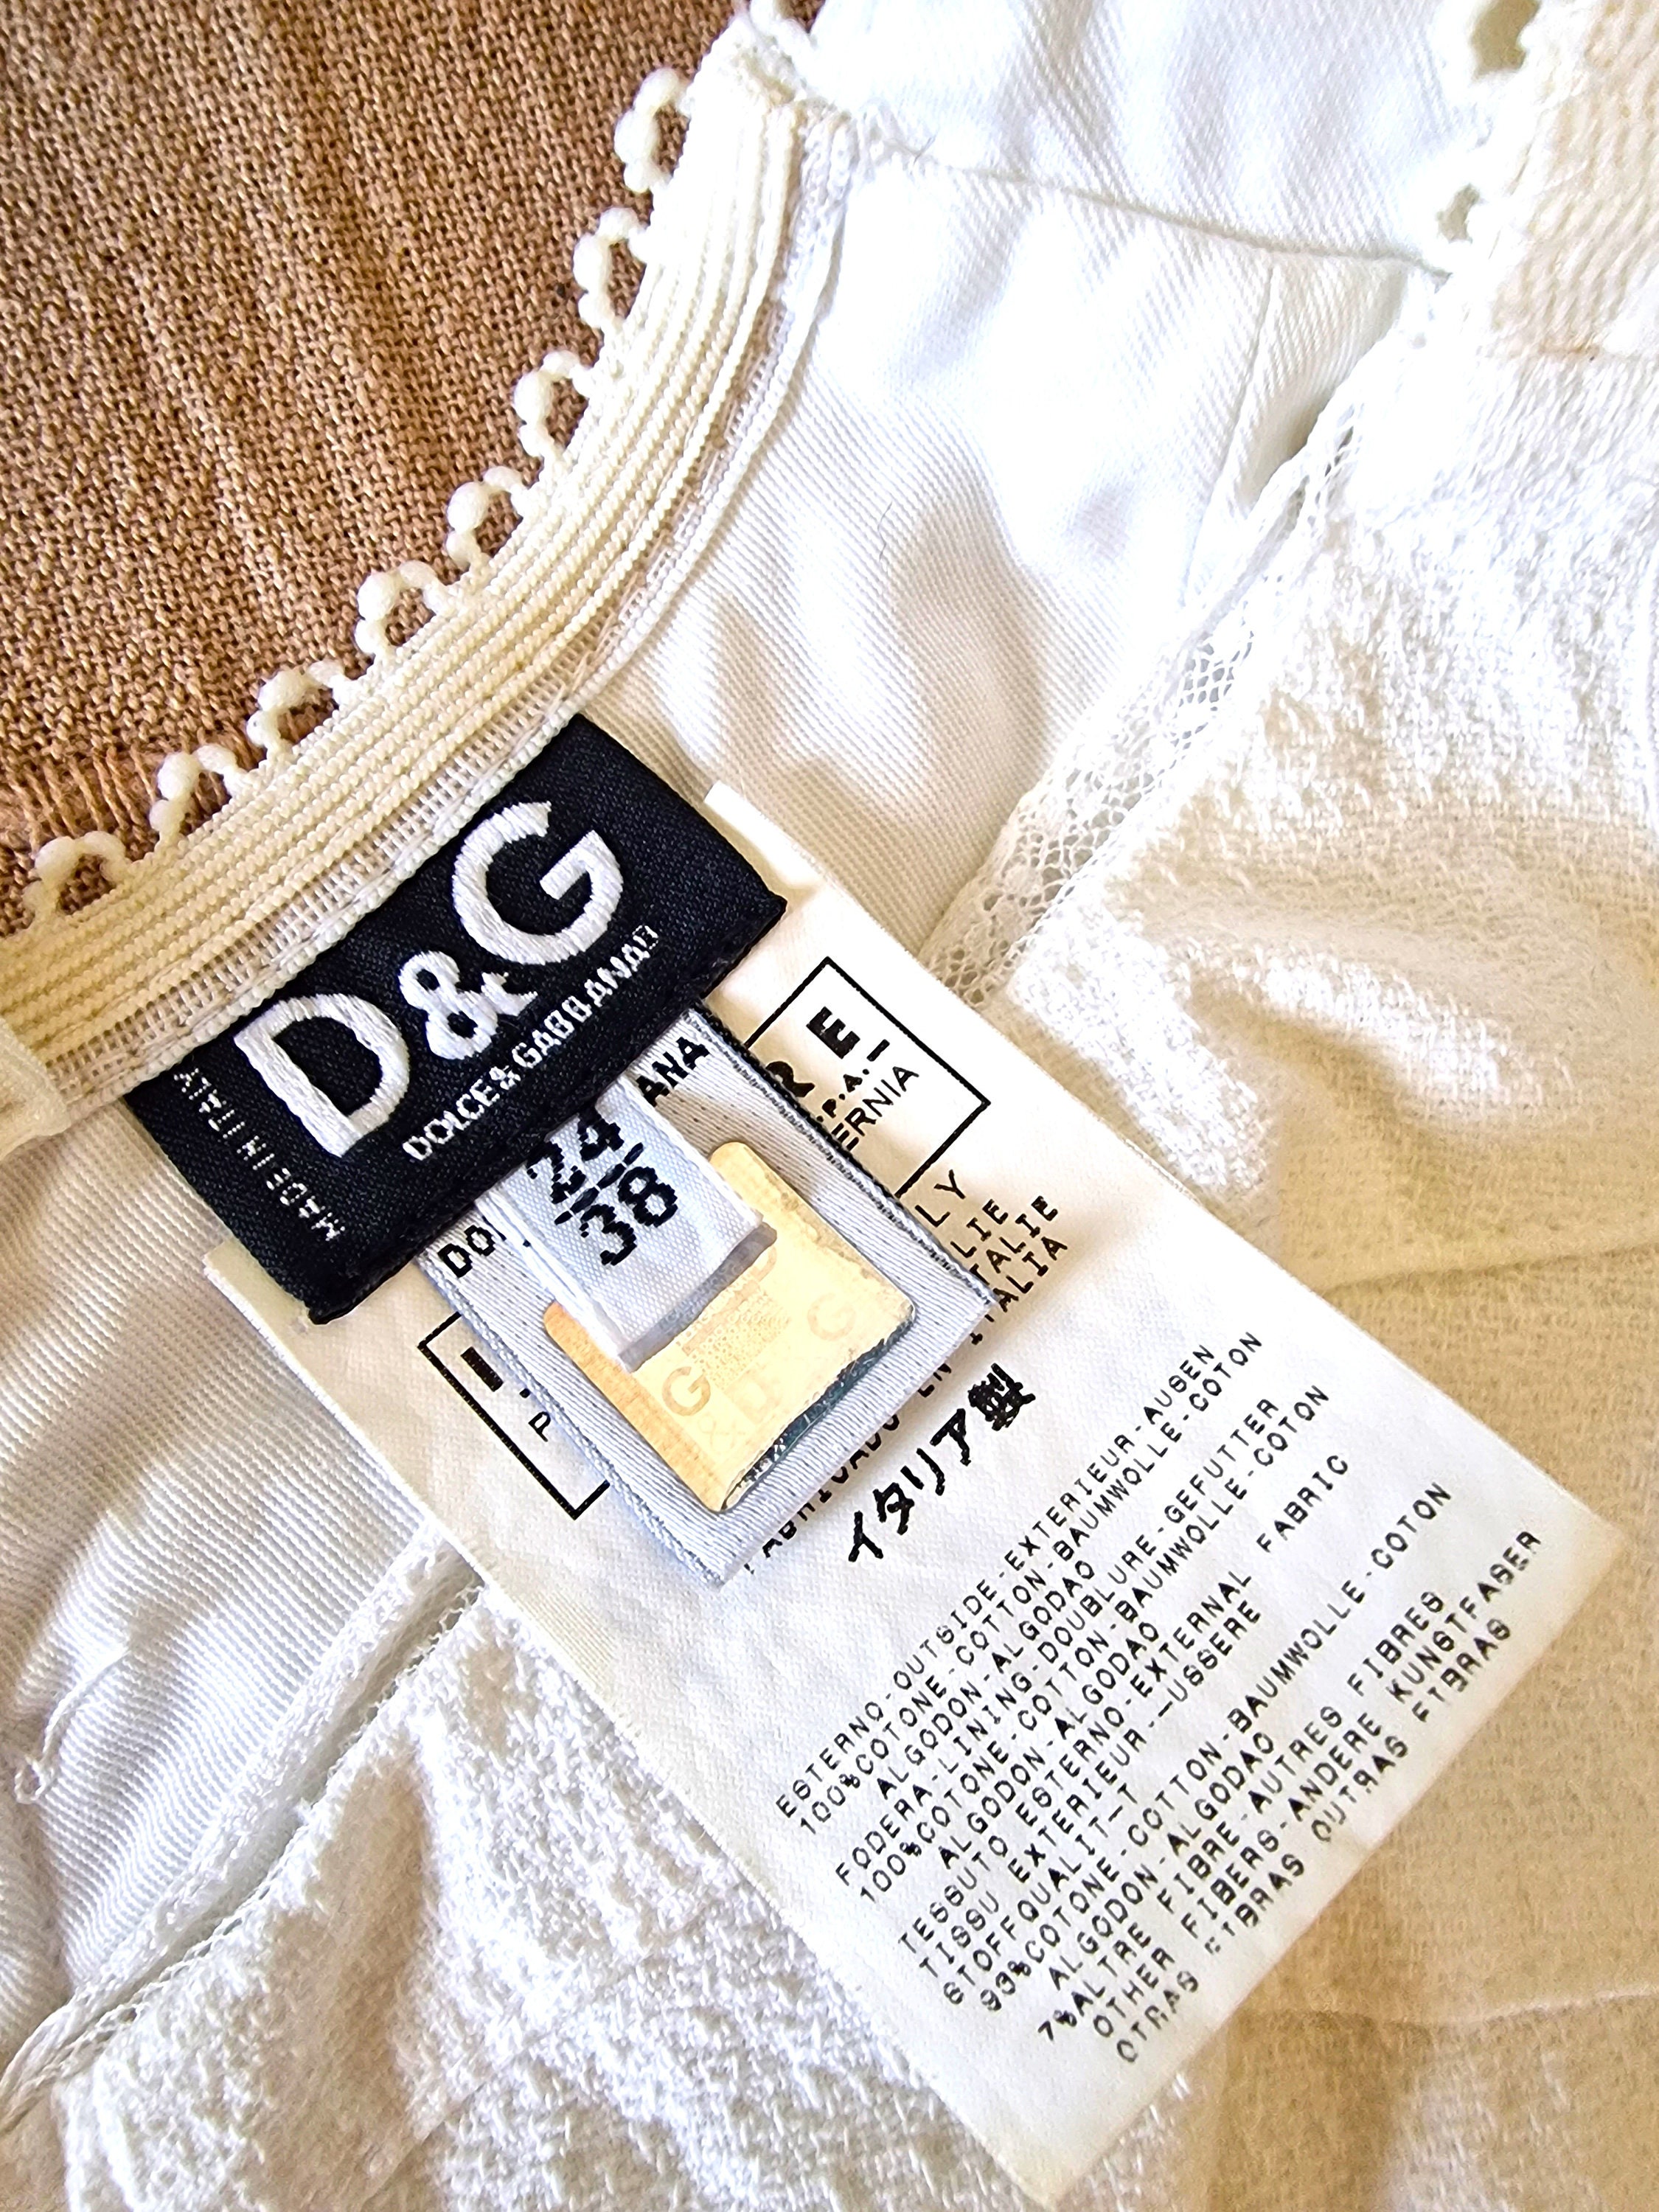 D&G
DOLCE&GABBANA
MADE IN ITALY
24
38
イタリア製
ESTERNO-OUTSIDE-EXTERIEUR-AUSEN
100%COTONE-COTTON-BAUMWOLLE-COTON
ALGODON-ALGODAO
FODERA-LINING-DOUBLURE-GEFUTTER
100%COTONE-COTTON-BAUMWOLLE-COTON
ALGODON-ALGODAO
TESSUTO ESTERNO-EXTERNAL FABRIC
TISSU EXTERIEUR.—USSERE
STOFFQUALIT—T
93%COTONE-COTTON-BAUMWOLLE-COTON
ALGODON-ALGODAO
7%ALTRE FIBRE-AUTRES FIBRES
OTHER FIBERS-ANDERE KUNSTFASER
OTRAS FIBRAS OUTRAS FIBRAS